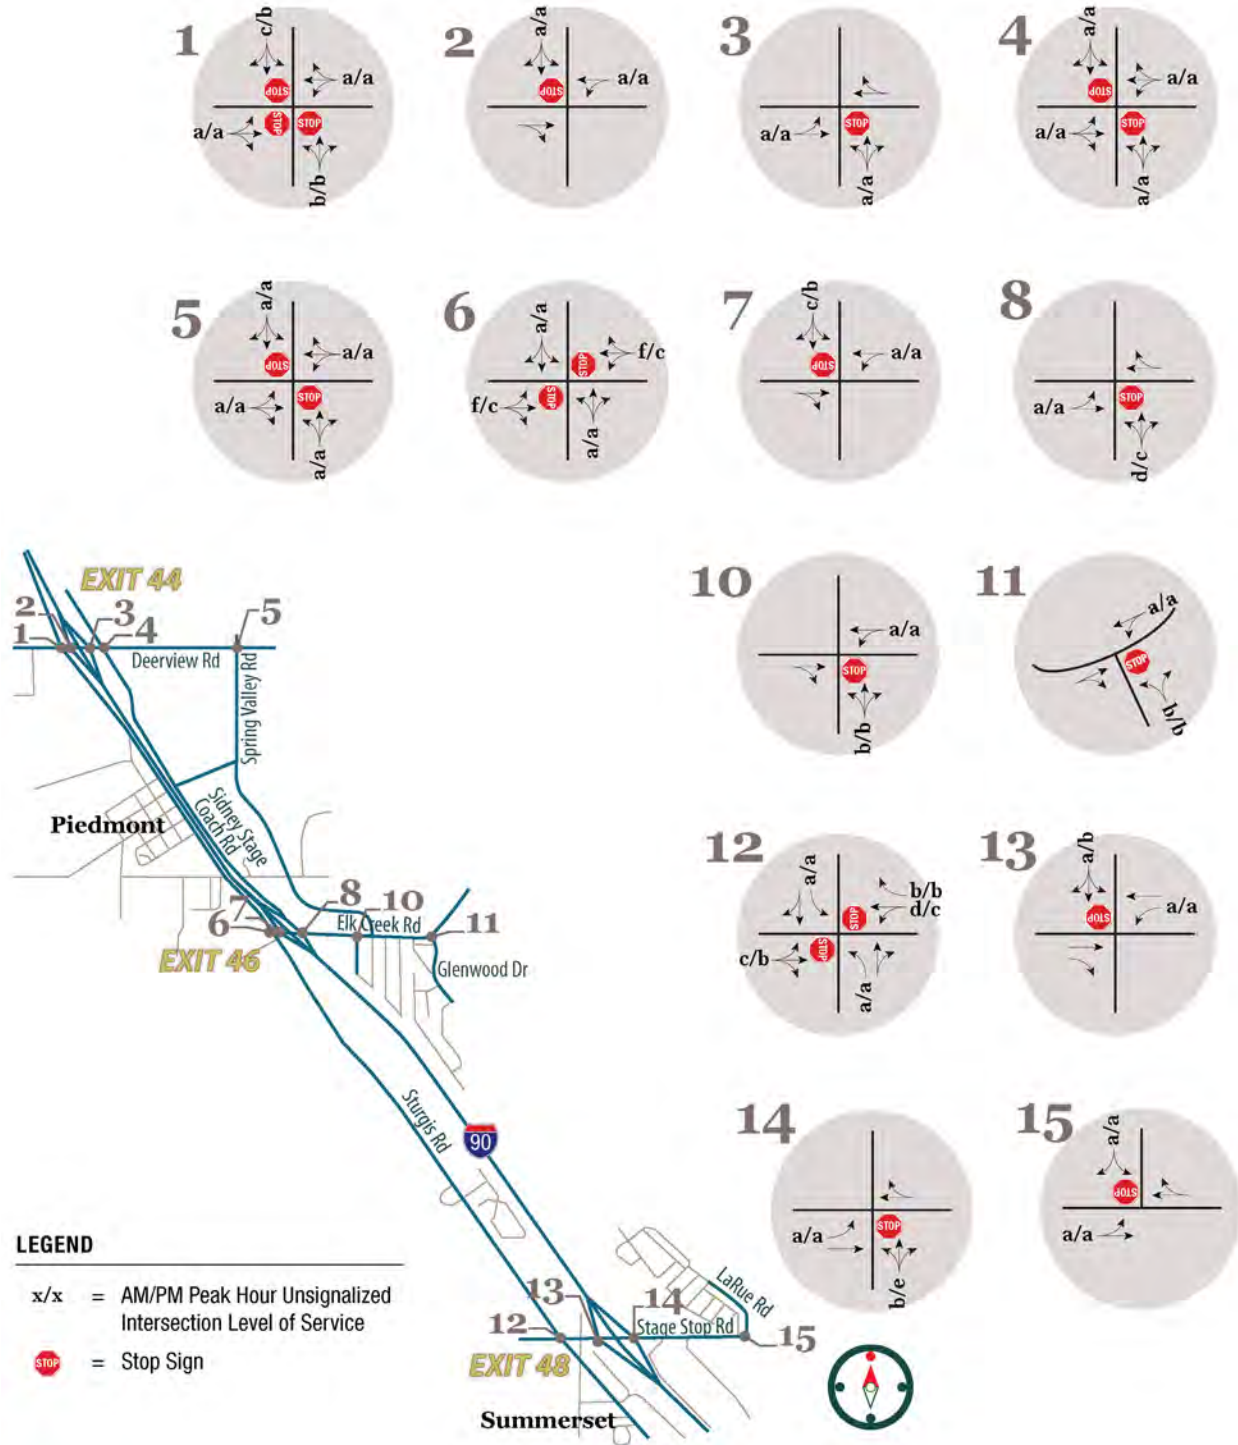 1
c/b
a/a
STOP
a/a
STOP
STOP
b/b
2
a/a
a/a
STOP
3
a/a
STOP
a/a
4
a/a
STOP
a/a
a/a
STOP
a/a
5
a/a
STOP
a/a
a/a
STOP
a/a
6
a/a
STOP
f/c
f/c
STOP
a/a
7
c/b
STOP
a/a
8
a/a
STOP
d/c
EXIT 44
2
3
5
1
4
Deerview Rd
Spring Valley Rd
Piedmont
Sidney Stage
Coach Rd
7
8
10
6
Elk Creek Rd
11
EXIT 46
Glenwood Dr
Sturgis Rd
90
10
a/a
STOP
b/b
11
a/a
STOP
b/b
12
a/a
b/b
STOP
d/c
c/b
STOP
a/a
13
a/b
STOP
a/a
14
a/a
STOP
b/e
15
a/a
STOP
a/a
LaRue Rd
13
14
12
Stage Stop Rd
15
EXIT 48
Summerset
LEGEND
x/x = AM/PM Peak Hour Unsignalized
Intersection Level of Service
STOP = Stop Sign